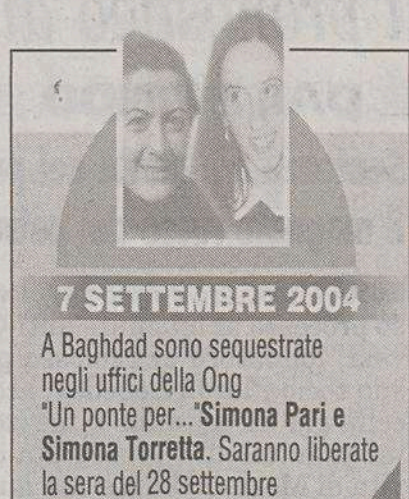 7 SETTEMBRE 2004
A Baghdad sono sequestrate
negli uffici della Ong
"Un ponte per..."Simona Pari e
Simona Torretta. Saranno liberate
la sera del 28 settembre